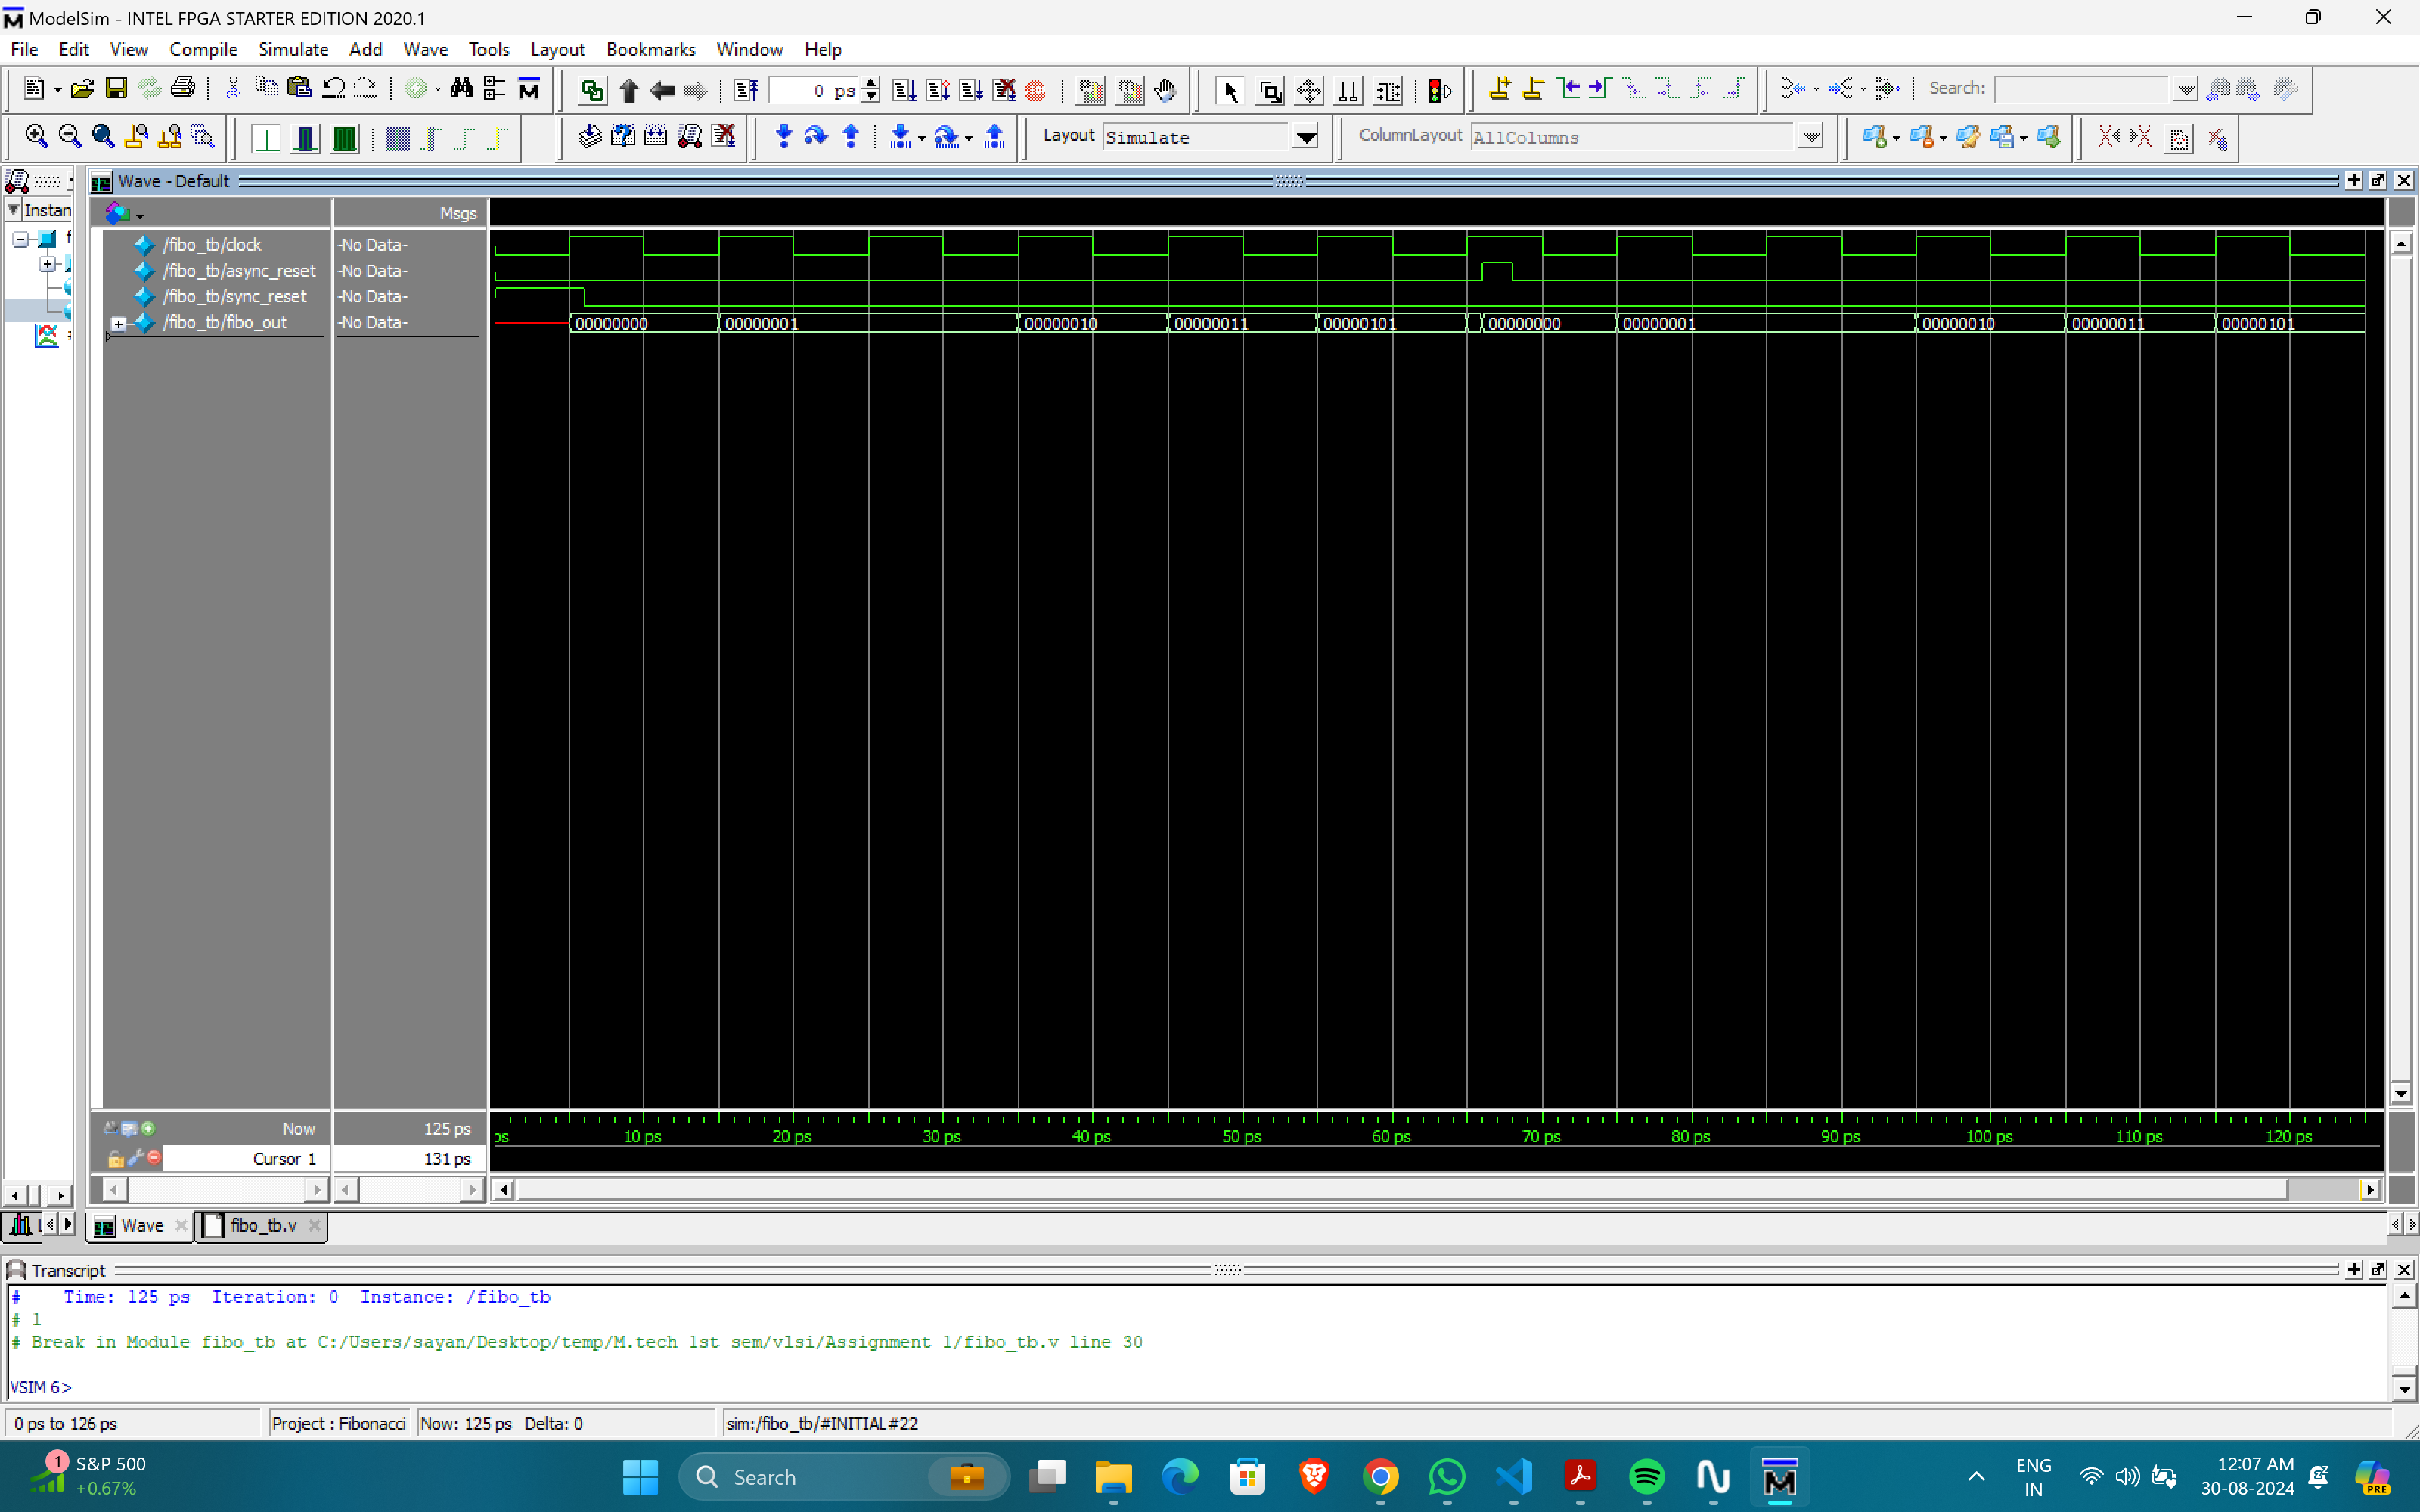 ModelSim - INTEL FPGA STARTER EDITION 2020.1
File Edit View Compile Simulate Add Wave Tools Layout Bookmarks Window Help
0 ps
Search:
Layout Simulate
ColumnLayout AllColumns
Wave - Default
Instan
Msgs
/fibo_tb/clock -No Data-
/fibo_tb/async_reset -No Data-
/fibo_tb/sync_reset -No Data-
/fibo_tb/fibo_out -No Data- 00000000 00000001 00000010 00000011 00000101 00000000 00000001 00000010 00000011 00000101
Now 125 ps
10 ps 20 ps 30 ps 40 ps 50 ps 60 ps 70 ps 80 ps 90 ps 100 ps 110 ps 120 ps
Cursor 1 131 ps
Wave fibo_tb.v
Transcript
# Time: 125 ps Iteration: 0 Instance: /fibo_tb
# 1
# Break in Module fibo_tb at C:/Users/sayan/Desktop/temp/M.tech 1st sem/vlsi/Assignment 1/fibo_tb.v line 30
VSIM 6>
0 ps to 126 ps Project : Fibonacci Now: 125 ps Delta: 0 sim:/fibo_tb/#INITIAL#22
1
S&P 500
+0.67%
Search
ENG
IN
12:07 AM
30-08-2024
PRE